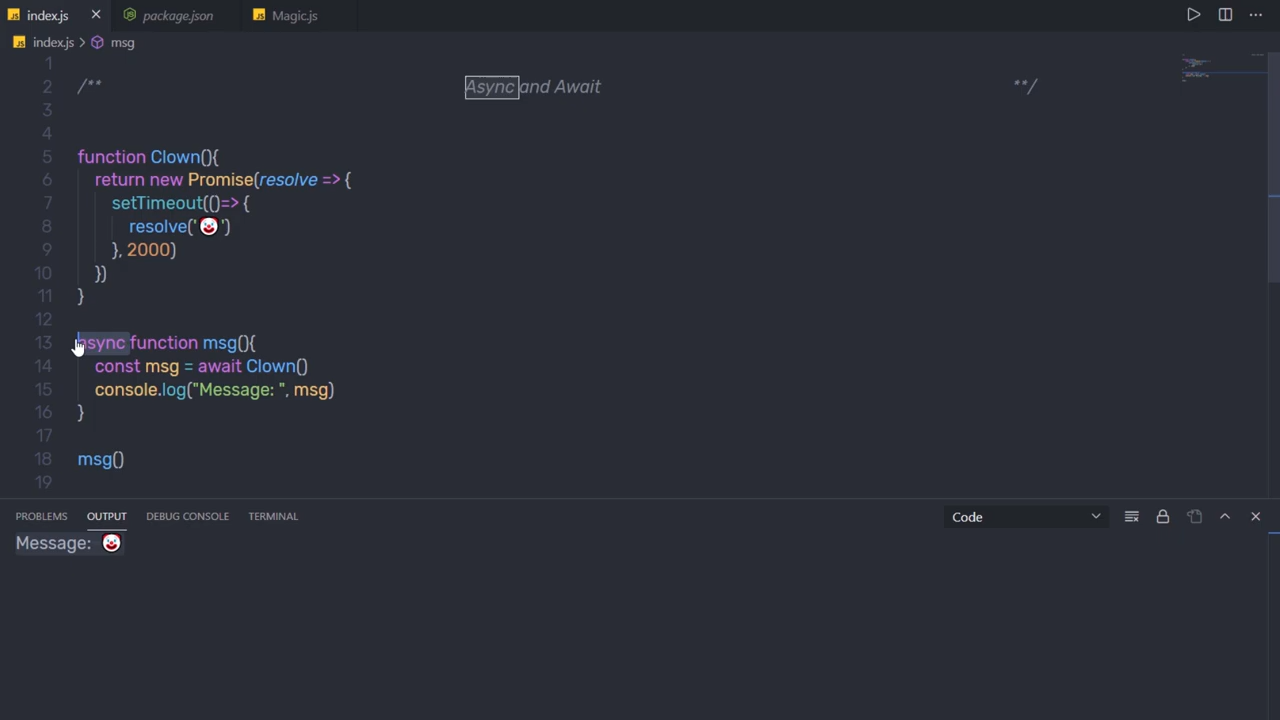 index.js
package.json
Magic.js
index.js > msg
1
2 /** Async and Await **/
3
4
5 function Clown(){
6 return new Promise(resolve => {
7 setTimeout(()=> {
8 resolve('🤡')
9 }, 2000)
10 })
11 }
12
13 async function msg(){
14 const msg = await Clown()
15 console.log("Message: ", msg)
16 }
17
18 msg()
19
PROBLEMS OUTPUT DEBUG CONSOLE TERMINAL Code
Message: 🤡